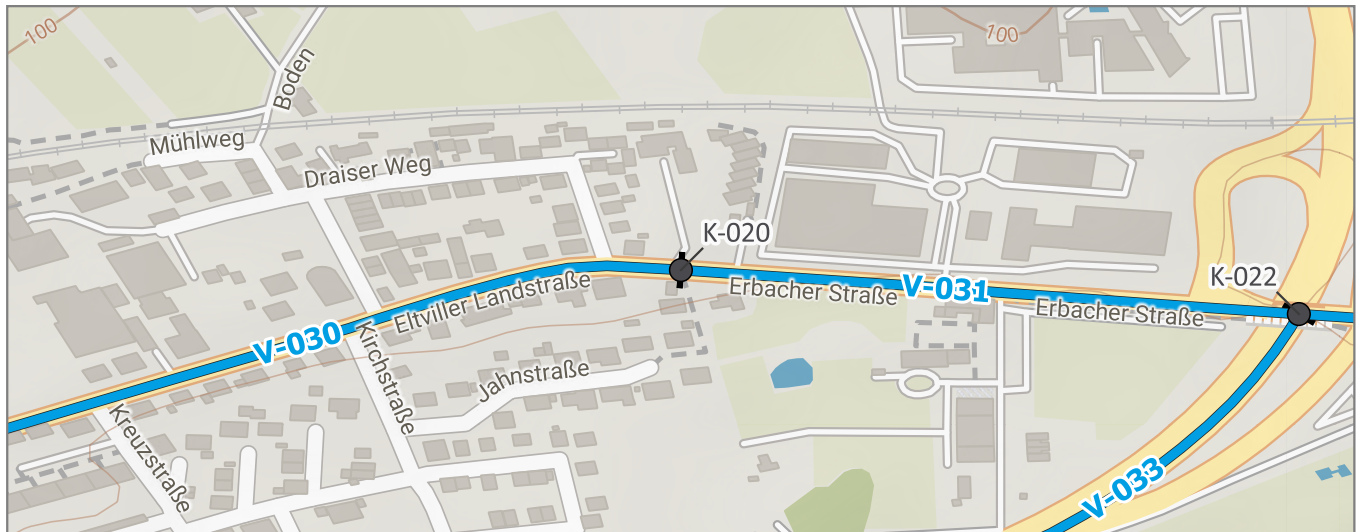 100
100
Boden
Mühlweg
Draiser Weg
K-020
K-022
Erbacher Straße
V-031
Erbacher Straße
Eltviller Landstraße
V-030
Kirchstraße
Jahnstraße
Kreuzstraße
V-033